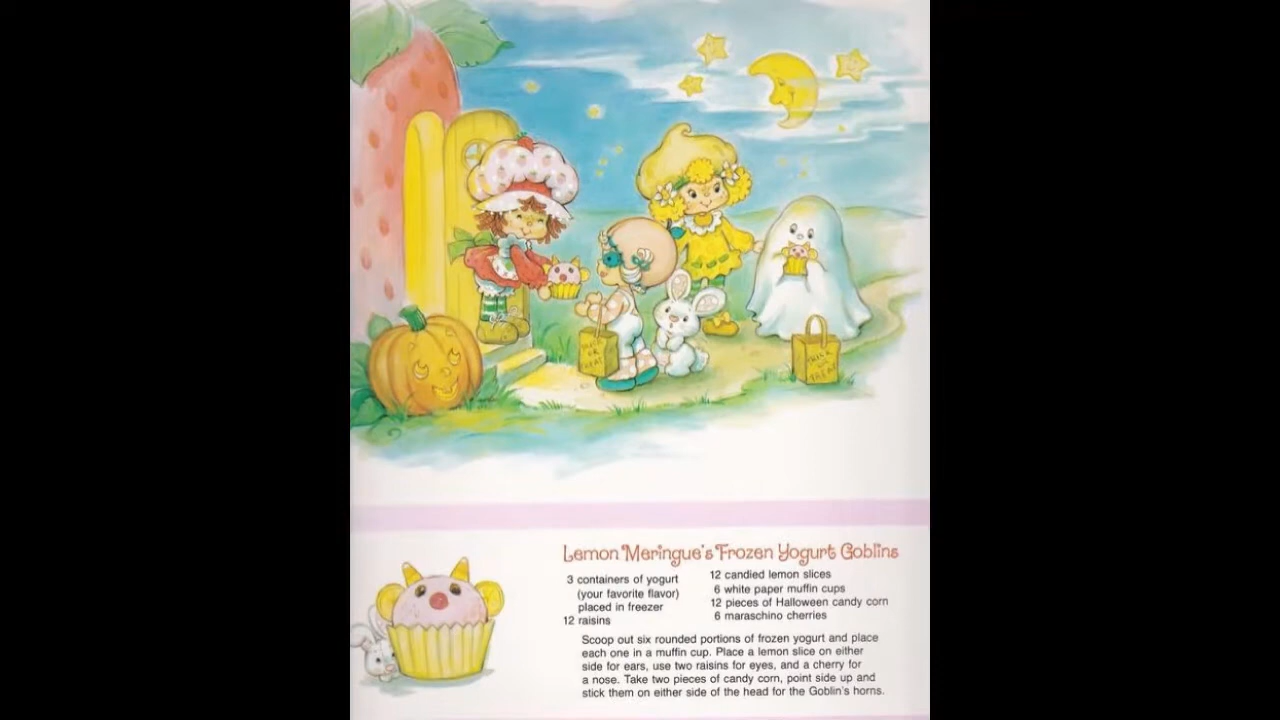 TRICK
OR
TREAT
TRICK
OR
TREAT
Lemon Meringue's Frozen Yogurt Goblins
3 containers of yogurt
(your favorite flavor)
placed in freezer
12 raisins
12 candied lemon slices
6 white paper muffin cups
12 pieces of Halloween candy corn
6 maraschino cherries
Scoop out six rounded portions of frozen yogurt and place
each one in a muffin cup. Place a lemon slice on either
side for ears, use two raisins for eyes, and a cherry for
a nose. Take two pieces of candy corn, point side up and
stick them on either side of the head for the Goblin's horns.